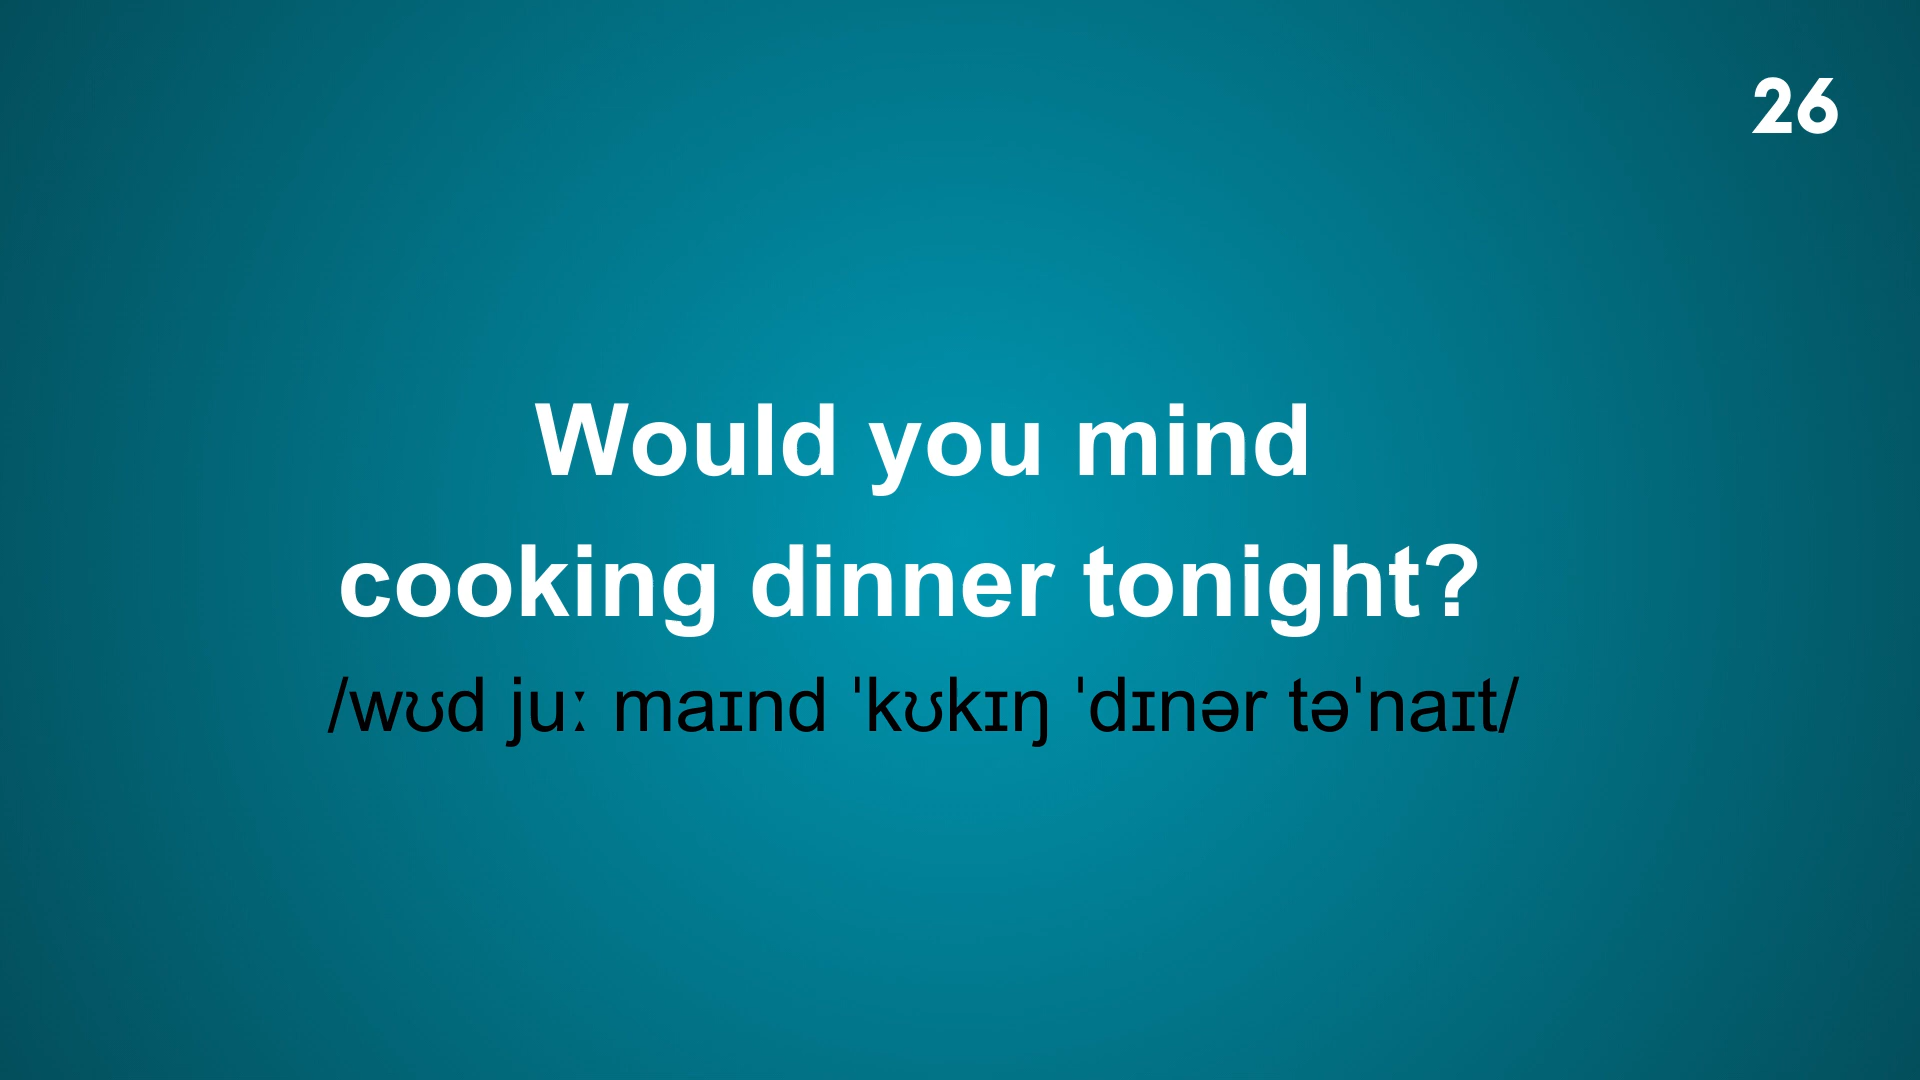 26
Would you mind
cooking dinner tonight?
/wʊd juː maɪnd ˈkʊkɪŋ ˈdɪnər təˈnaɪt/